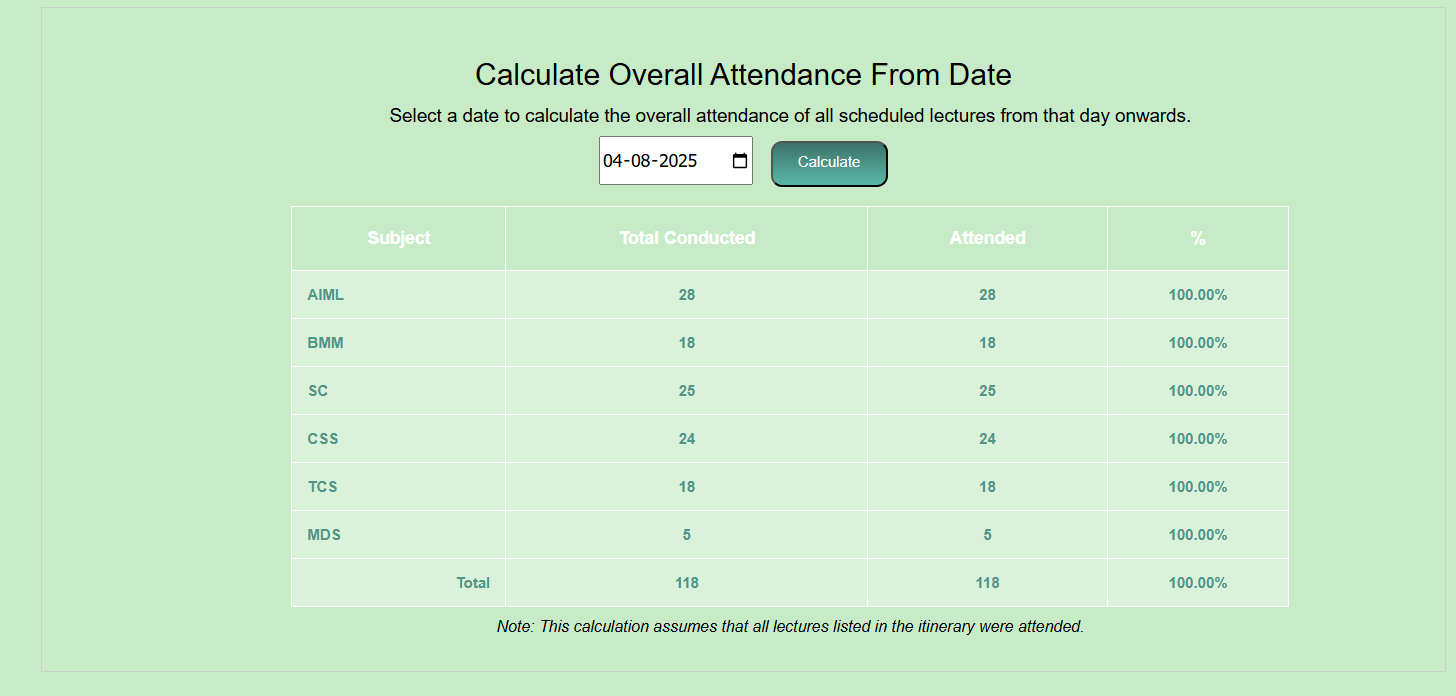 Calculate Overall Attendance From Date
Select a date to calculate the overall attendance of all scheduled lectures from that day onwards.
04-08-2025 Calculate
Subject Total Conducted Attended %
AIML 28 28 100.00%
BMM 18 18 100.00%
SC 25 25 100.00%
CSS 24 24 100.00%
TCS 18 18 100.00%
MDS 5 5 100.00%
Total 118 118 100.00%
Note: This calculation assumes that all lectures listed in the itinerary were attended.